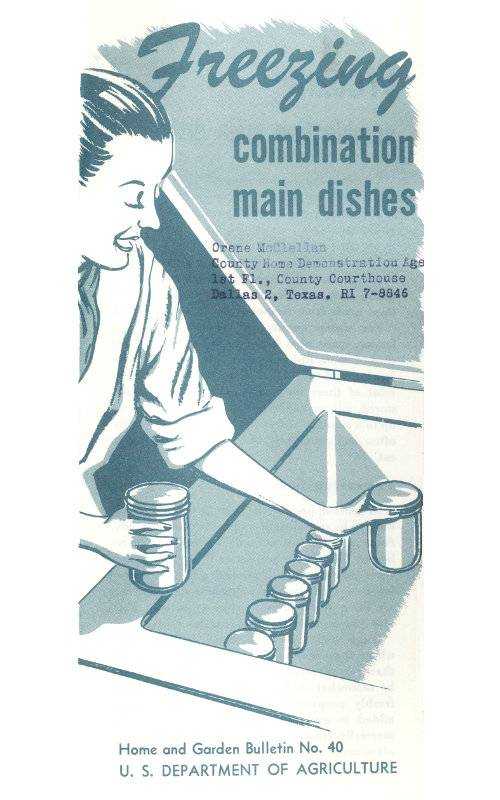 Freezing
combination
main dishes
Orene McClellan
County Home Demonstration Age
1st Fl., County Courthouse
Dallas 2, Texas. RI 7-9846
Home and Garden Bulletin No. 40
U. S. DEPARTMENT OF AGRICULTURE